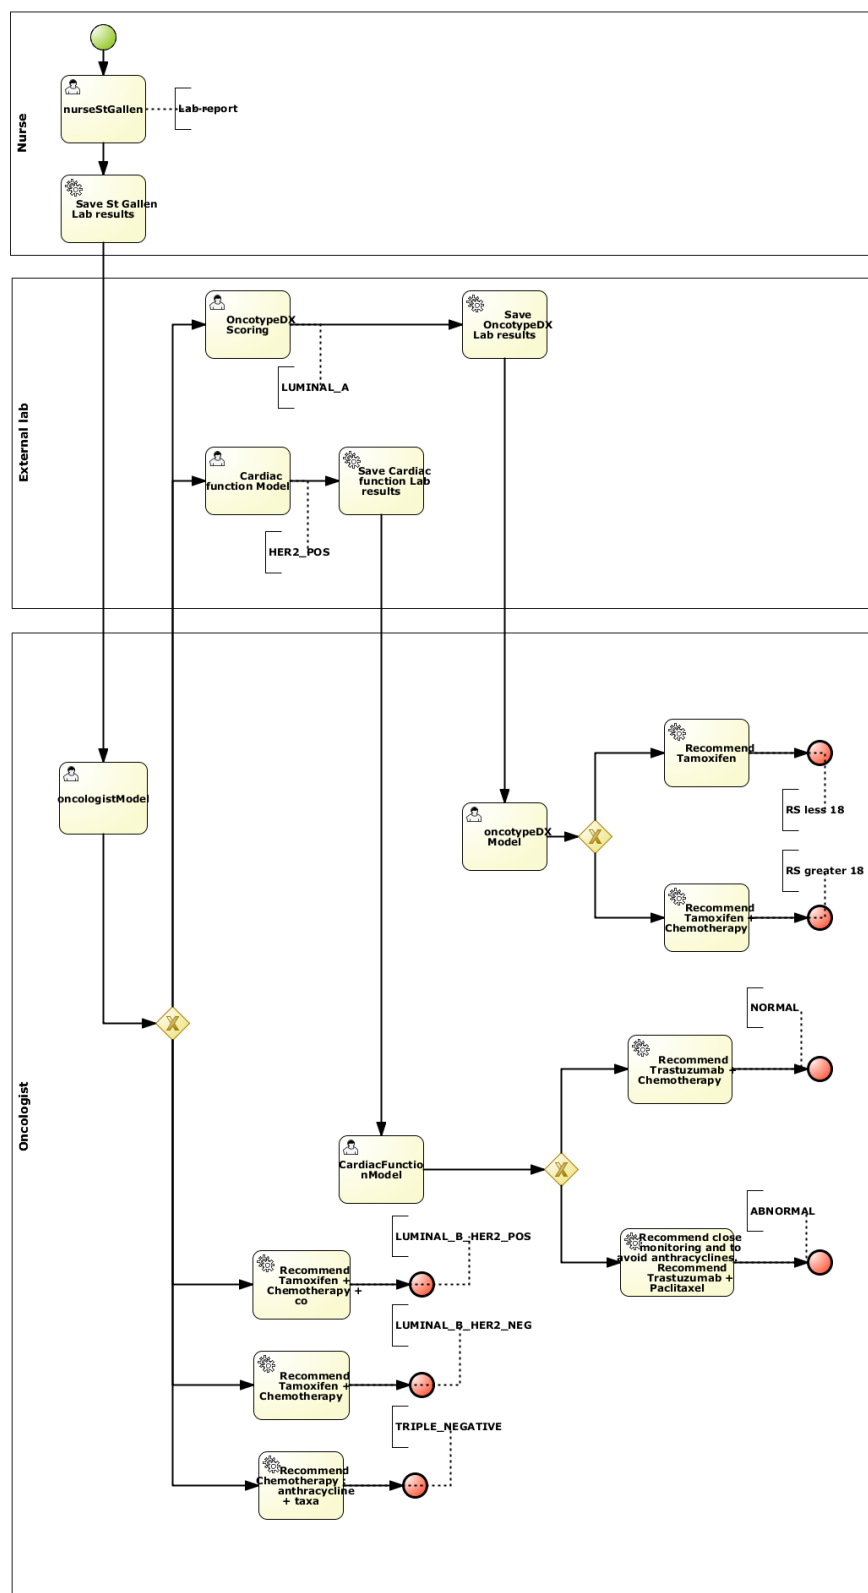 Nurse
nurseStGallen
Lab report
Save St Gallen
Lab results
External lab
OncotypeDX
Scoring
Save
OncotypeDX
Lab results
LUMINAL_A
Cardiac
function Model
Save Cardiac
function Lab
results
HER2_POS
Oncologist
oncologistModel
Recommend
Tamoxifen
RS less 18
oncotypeDX
Model
RS greater 18
Recommend
Tamoxifen +
Chemotherapy
NORMAL
Recommend
Trastuzumab +
Chemotherapy
CardiacFunctio
nModel
ABNORMAL
Recommend close
monitoring and to
avoid anthracyclines.
Recommend
Trastuzumab +
Paclitaxel
LUMINAL_B_HER2_POS
Recommend
Tamoxifen +
Chemotherapy +
co
LUMINAL_B_HER2_NEG
Recommend
Tamoxifen +
Chemotherapy
TRIPLE_NEGATIVE
Recommend
Chemotherapy
anthracycline
+ taxa